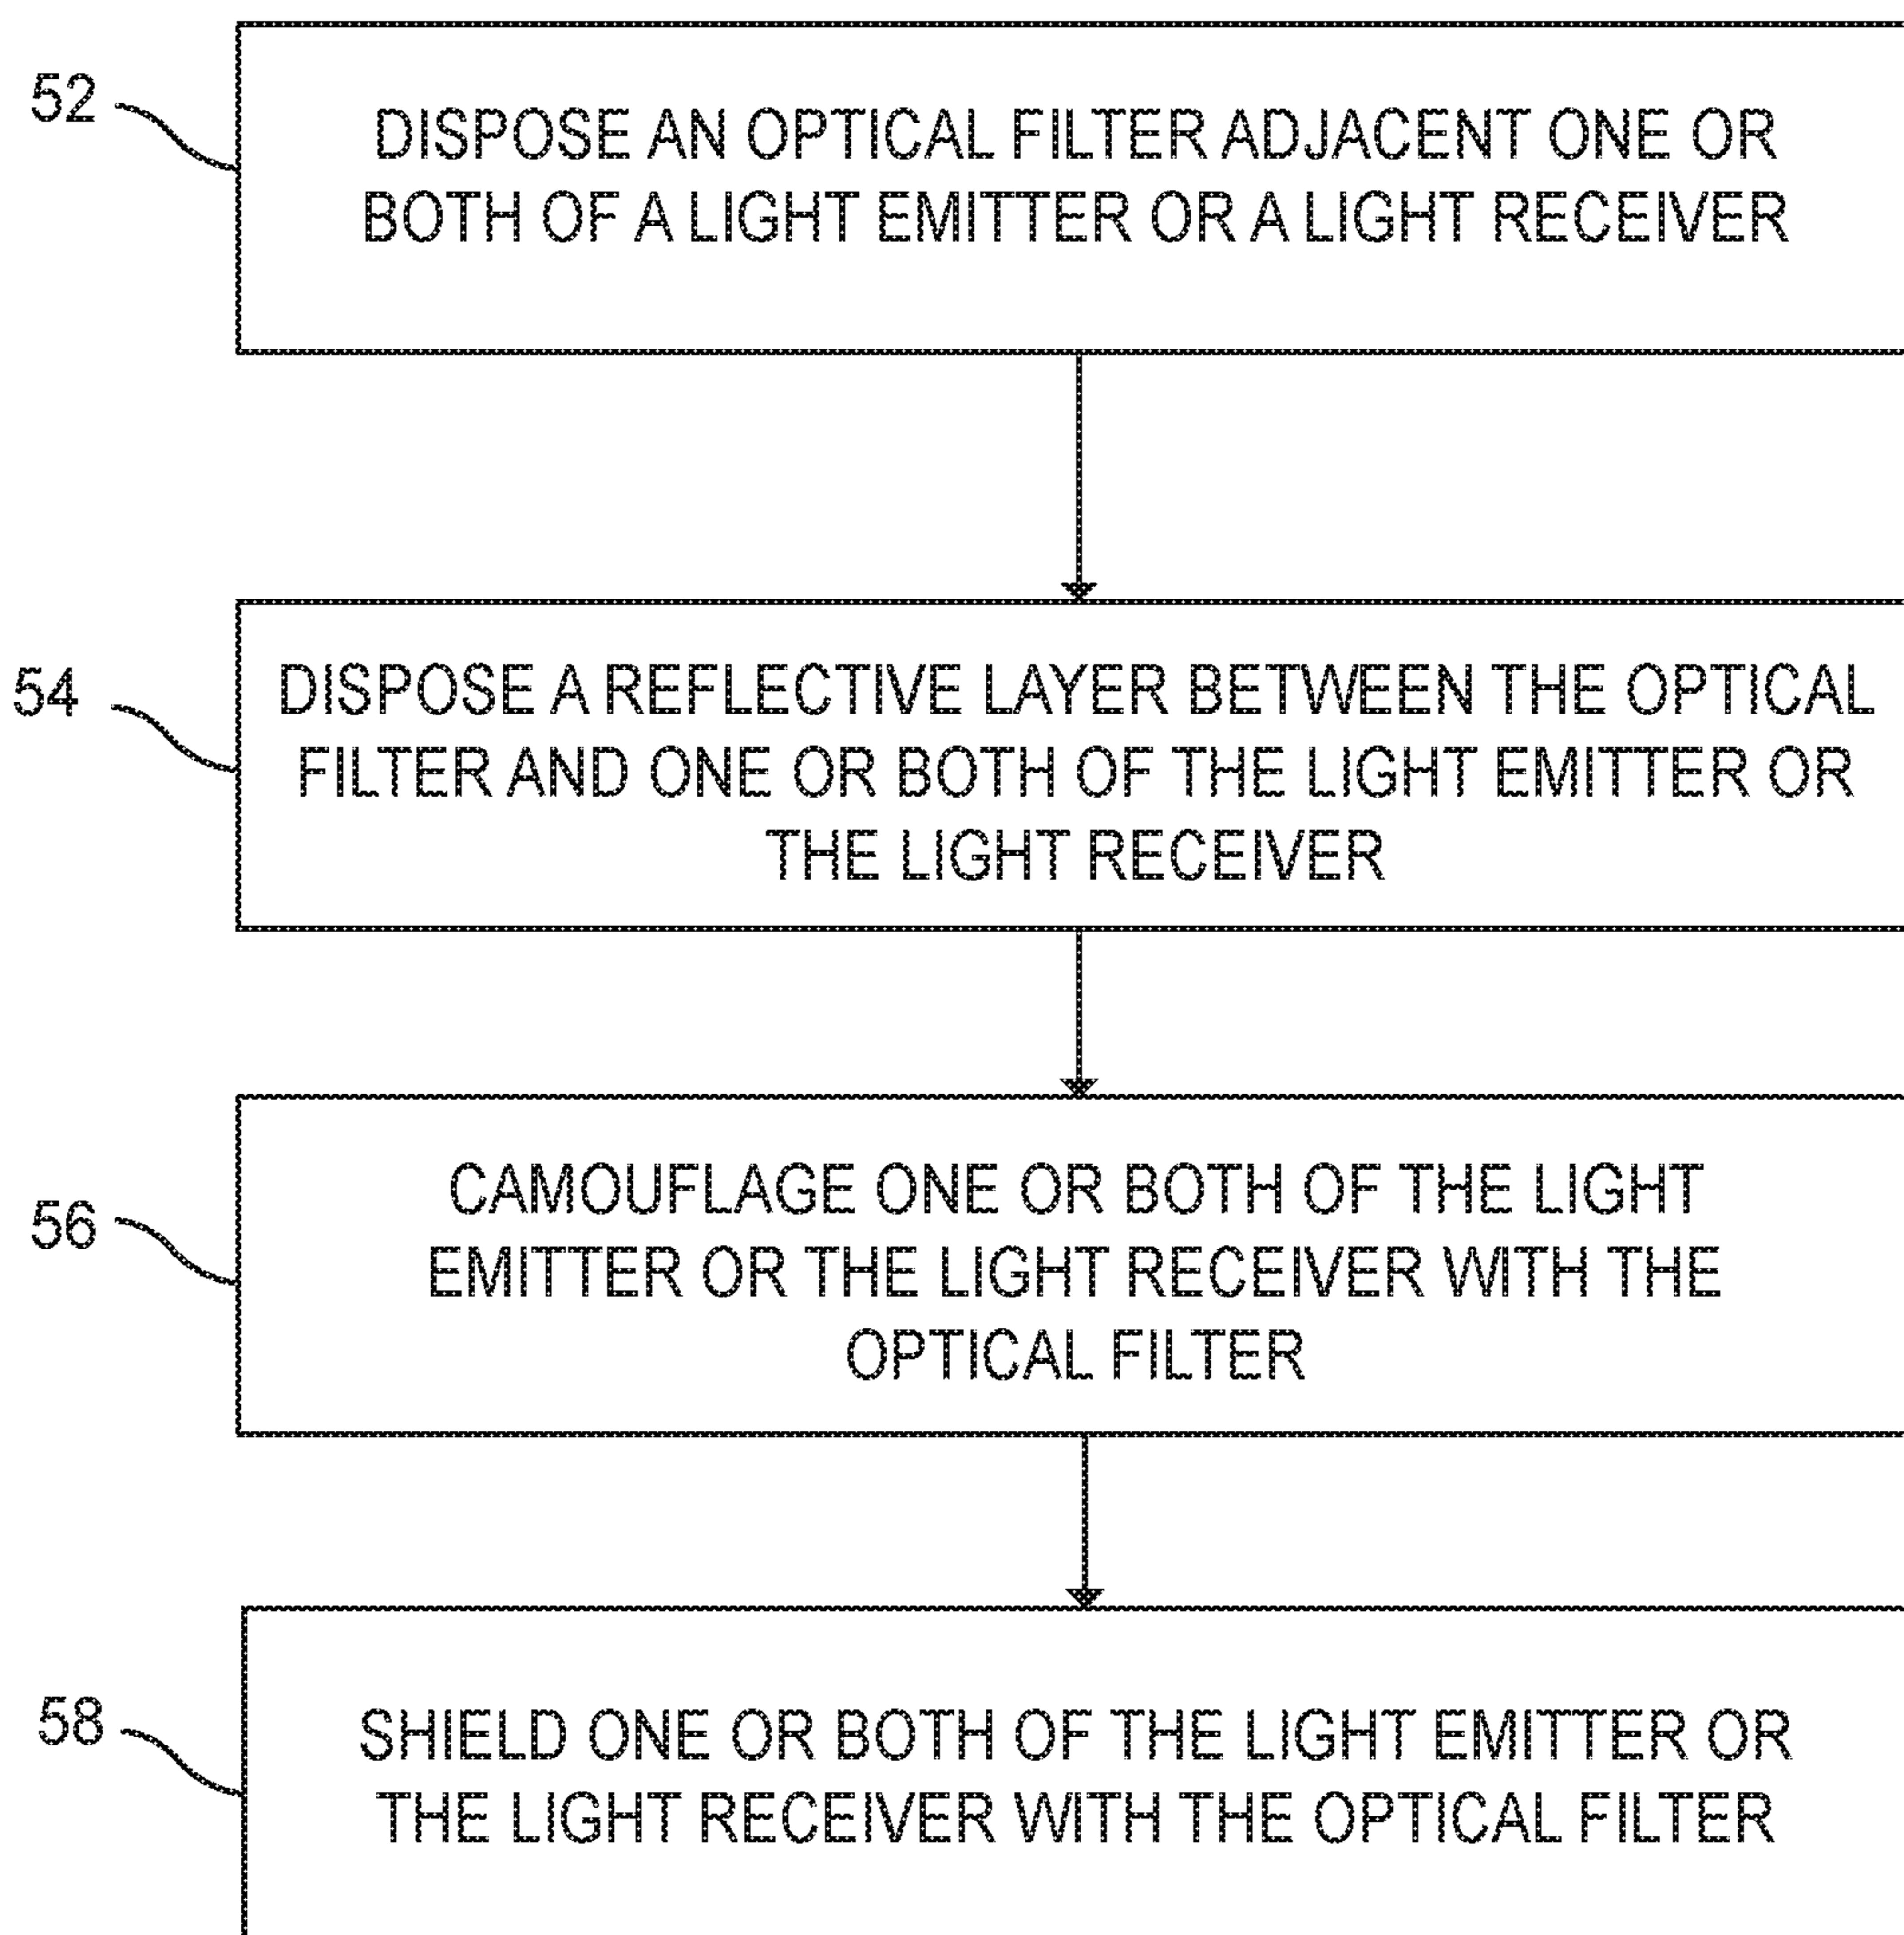 52
DISPOSE AN OPTICAL FILTER ADJACENT ONE OR
BOTH OF A LIGHT EMITTER OR A LIGHT RECEIVER
54
DISPOSE A REFLECTIVE LAYER BETWEEN THE OPTICAL
FILTER AND ONE OR BOTH OF THE LIGHT EMITTER OR
THE LIGHT RECEIVER
56
CAMOUFLAGE ONE OR BOTH OF THE LIGHT
EMITTER OR THE LIGHT RECEIVER WITH THE
OPTICAL FILTER
58
SHIELD ONE OR BOTH OF THE LIGHT EMITTER OR
THE LIGHT RECEIVER WITH THE OPTICAL FILTER